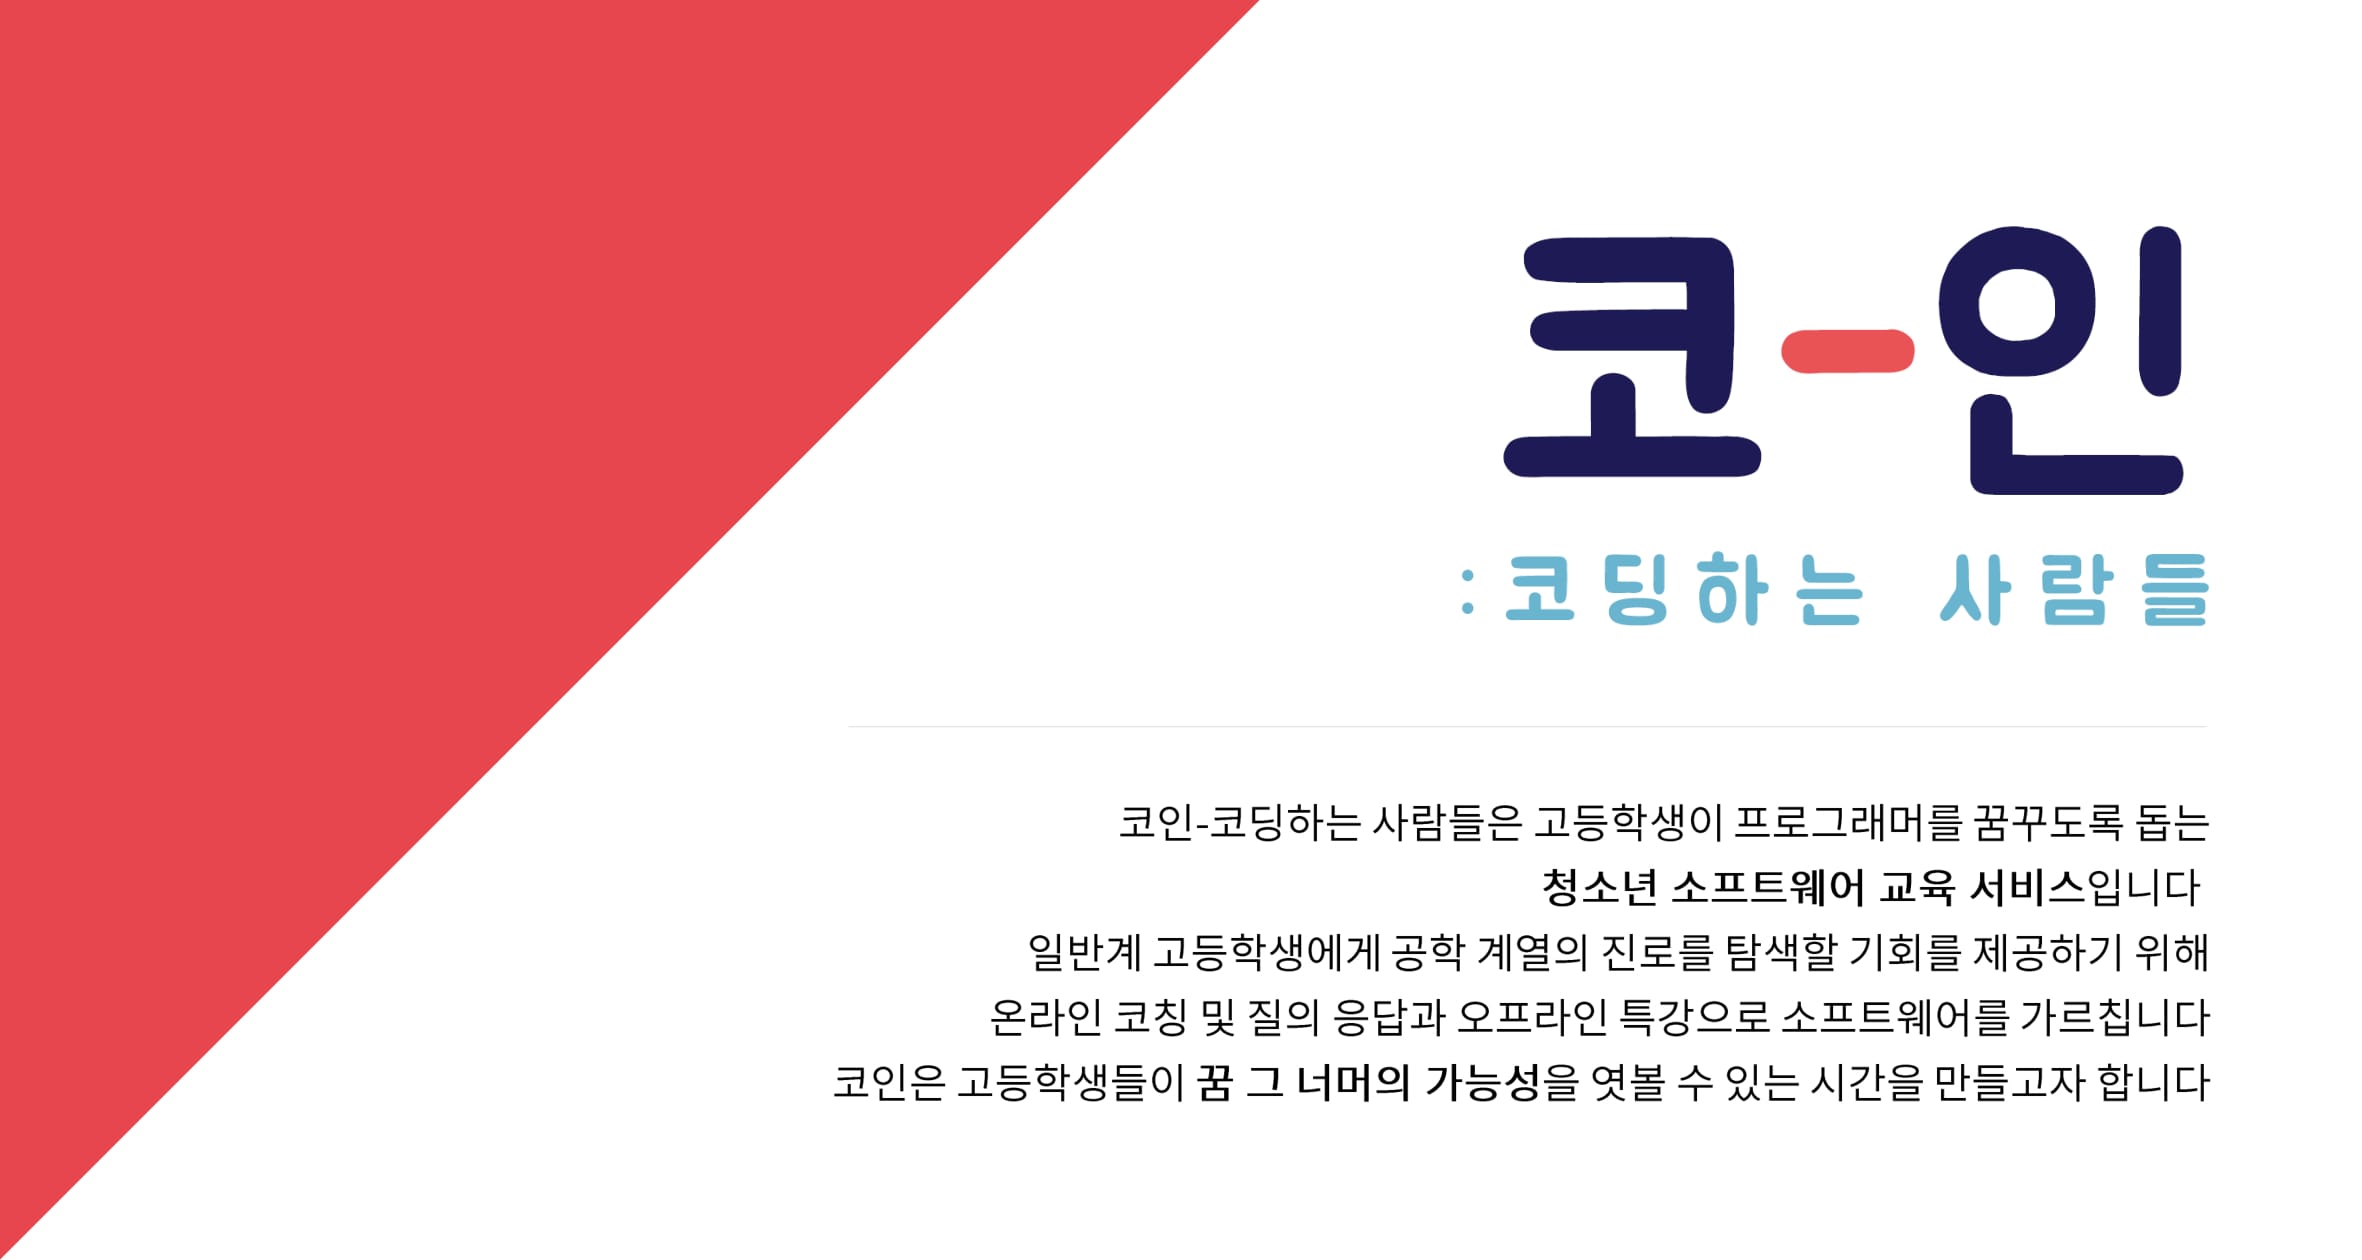 코-인
:코딩하는 사람들
코인-코딩하는 사람들은 고등학생이 프로그래머를 꿈꾸도록 돕는
청소년 소프트웨어 교육 서비스입니다
일반계 고등학생에게 공학 계열의 진로를 탐색할 기회를 제공하기 위해
온라인 코칭 및 질의 응답과 오프라인 특강으로 소프트웨어를 가르칩니다
코인은 고등학생들이 꿈 그 너머의 가능성을 엿볼 수 있는 시간을 만들고자 합니다